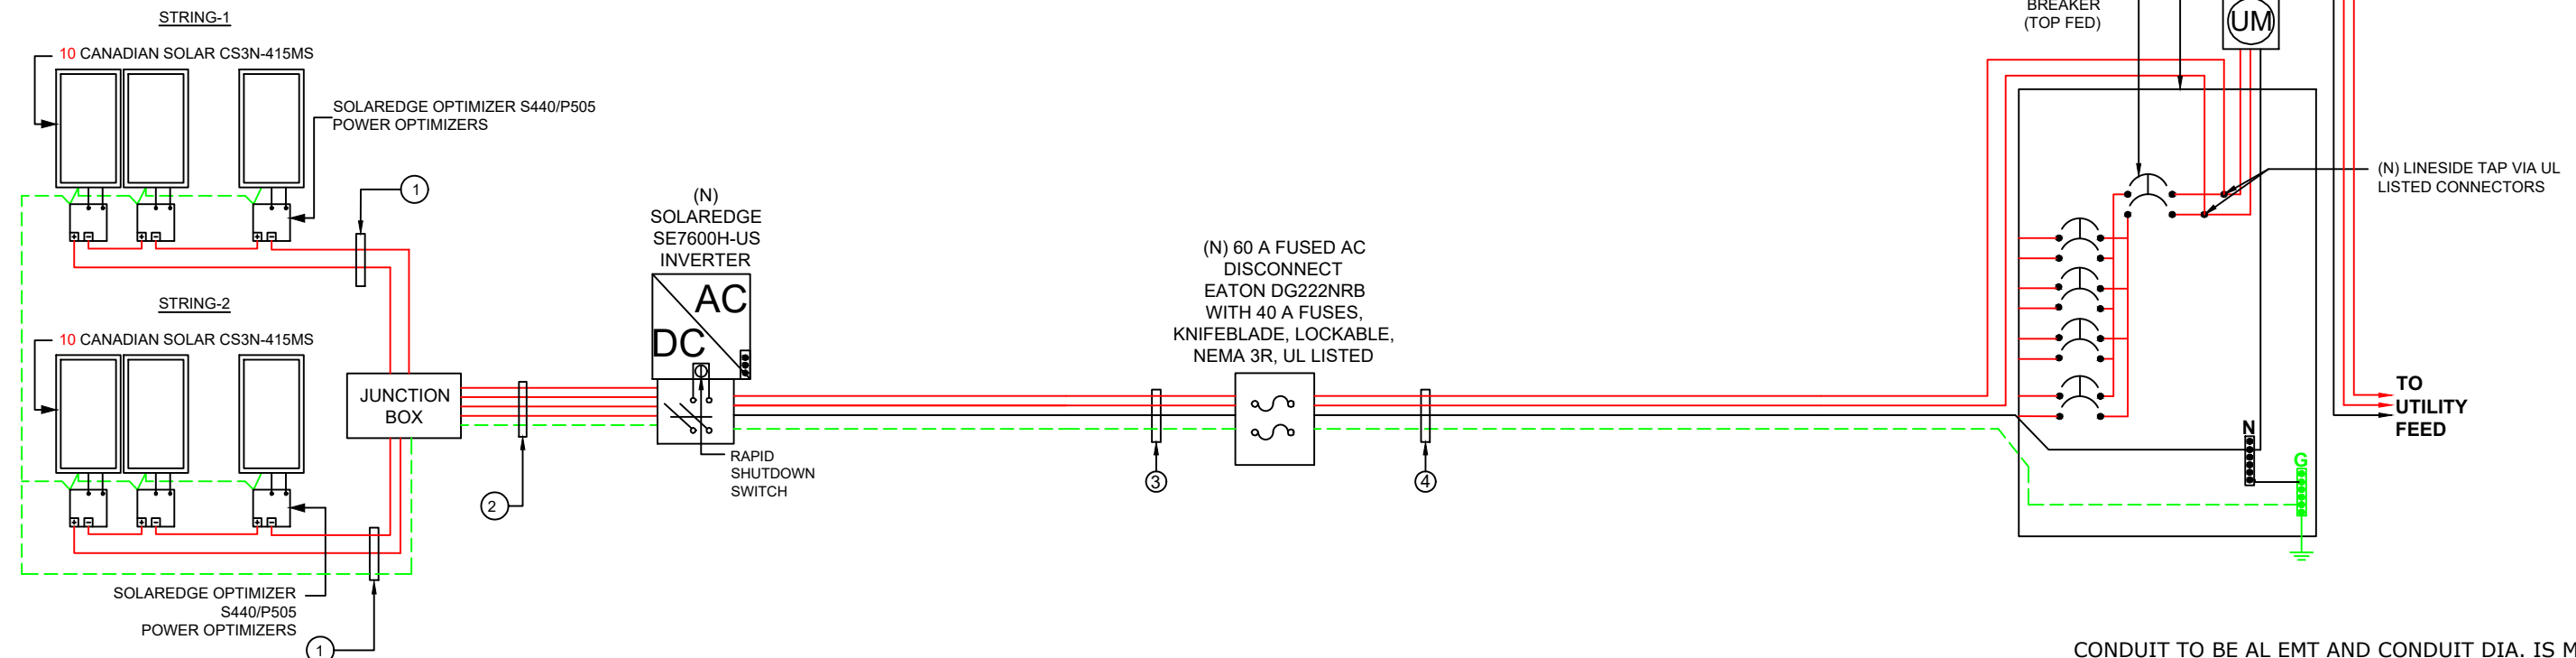 STRING-1
10 CANADIAN SOLAR CS3N-415MS
SOLAREDGE OPTIMIZER S440/P505
POWER OPTIMIZERS
1
STRING-2
10 CANADIAN SOLAR CS3N-415MS
JUNCTION
BOX
SOLAREDGE OPTIMIZER
S440/P505
POWER OPTIMIZERS
1
2
(N)
SOLAREDGE
SE7600H-US
INVERTER
AC
DC
RAPID
SHUTDOWN
SWITCH
3
(N) 60 A FUSED AC
DISCONNECT
EATON DG222NRB
WITH 40 A FUSES,
KNIFEBLADE, LOCKABLE,
NEMA 3R, UL LISTED
4
BREAKER
(TOP FED)
UM
(N) LINESIDE TAP VIA UL
LISTED CONNECTORS
N
G
TO
UTILITY
FEED
CONDUIT TO BE AL EMT AND CONDUIT DIA. IS M